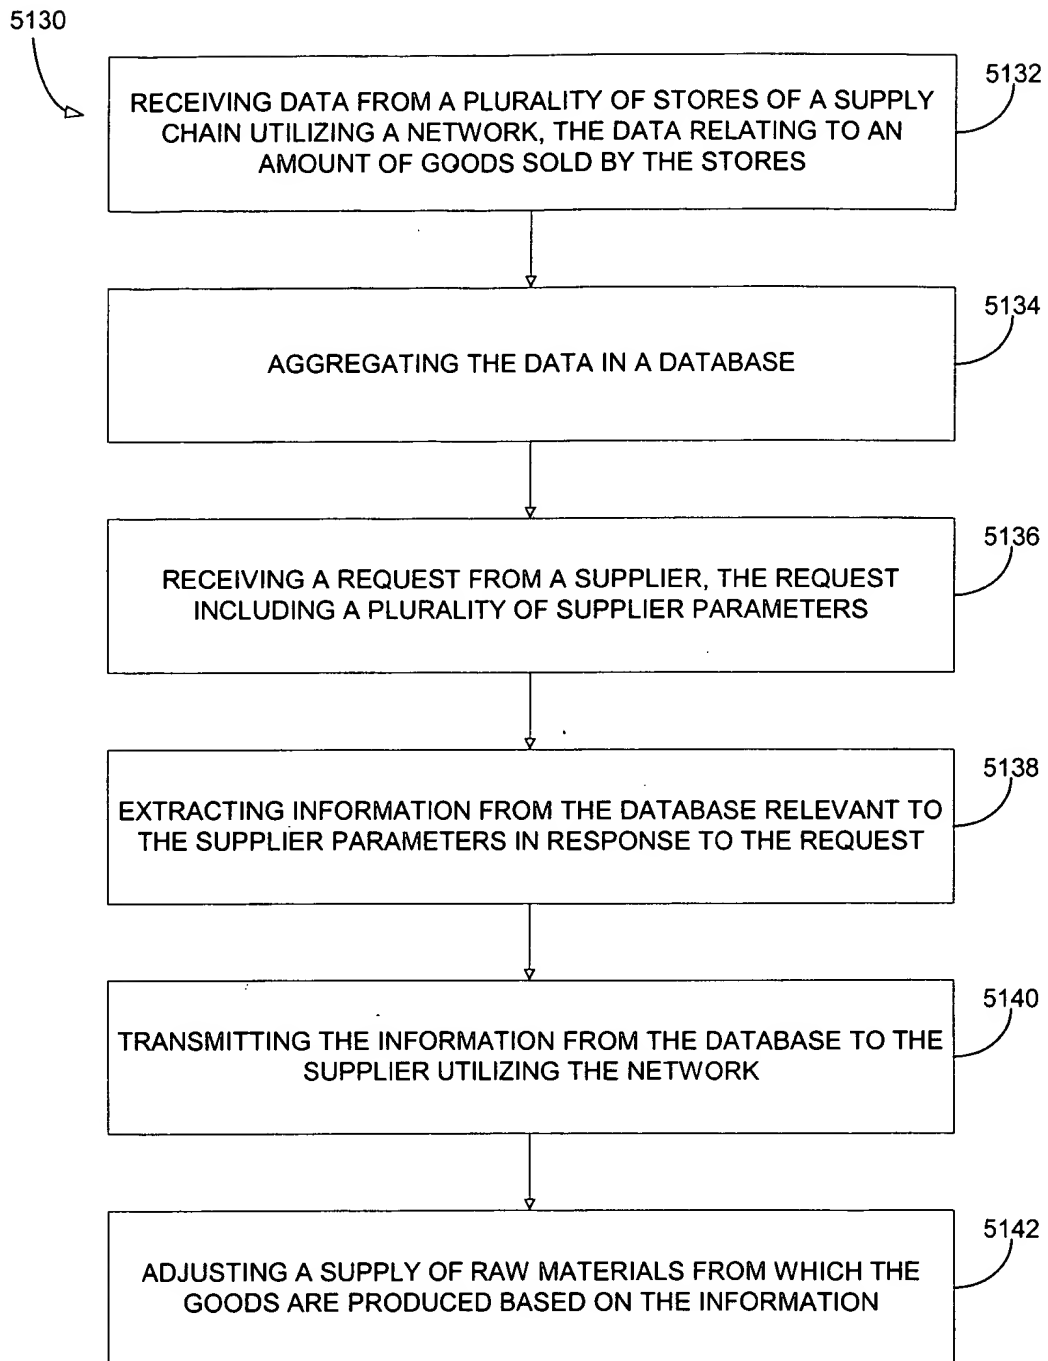 5130
5132
RECEIVING DATA FROM A PLURALITY OF STORES OF A SUPPLY
CHAIN UTILIZING A NETWORK, THE DATA RELATING TO AN
AMOUNT OF GOODS SOLD BY THE STORES
5134
AGGREGATING THE DATA IN A DATABASE
5136
RECEIVING A REQUEST FROM A SUPPLIER, THE REQUEST
INCLUDING A PLURALITY OF SUPPLIER PARAMETERS
5138
EXTRACTING INFORMATION FROM THE DATABASE RELEVANT TO
THE SUPPLIER PARAMETERS IN RESPONSE TO THE REQUEST
5140
TRANSMITTING THE INFORMATION FROM THE DATABASE TO THE
SUPPLIER UTILIZING THE NETWORK
5142
ADJUSTING A SUPPLY OF RAW MATERIALS FROM WHICH THE
GOODS ARE PRODUCED BASED ON THE INFORMATION